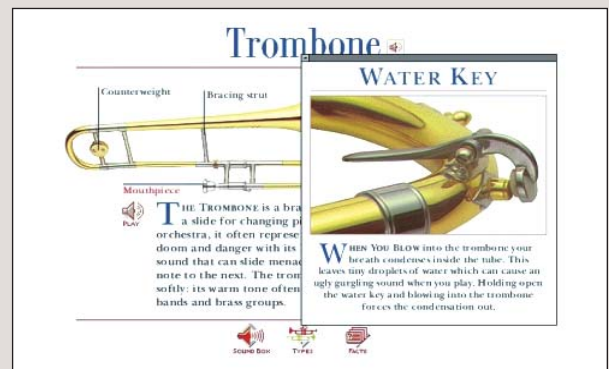 Trombone
WATER KEY
Counterweight
Bracing strut
Mouthpiece
PLAY
THE TROMBONE is a bra
a slide for changing pi
orchestra, it often represe
doom and danger with its
sound that can slide menac
note to the next. The trom
softly: its warm tone often
bands and brass groups.
WHEN YOU BLOW into the trombone your
breath condenses inside the tube. This
leaves tiny droplets of water which can cause an
ugly gurgling sound when you play. Holding open
the water key and blowing into the trombone
forces the condensation out.
SOUND BOX
TYPES
FACTS